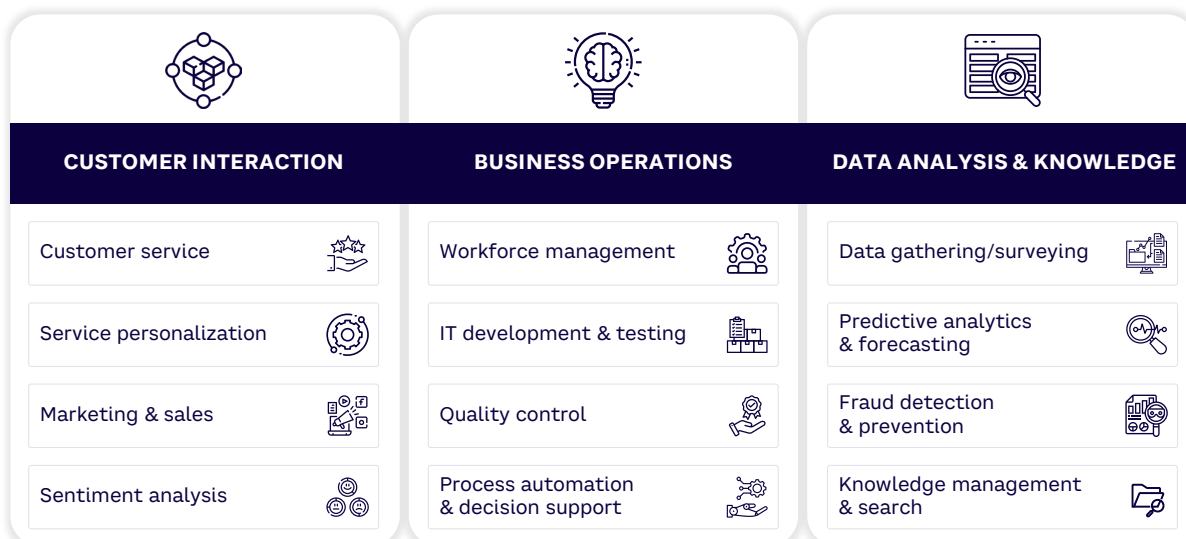 CUSTOMER INTERACTION
Customer service
Service personalization
Marketing & sales
Sentiment analysis
BUSINESS OPERATIONS
Workforce management
IT development & testing
Quality control
Process automation
& decision support
DATA ANALYSIS & KNOWLEDGE
Data gathering/surveying
Predictive analytics
& forecasting
Fraud detection
& prevention
Knowledge management
& search